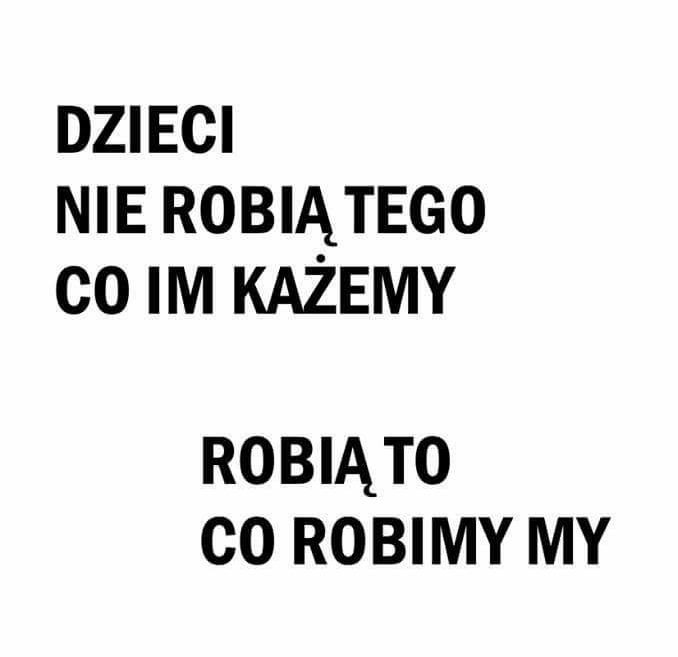 DZIECI
NIE ROBIĄ TEGO
CO IM KAŻEMY
ROBIĄ TO
CO ROBIMY MY